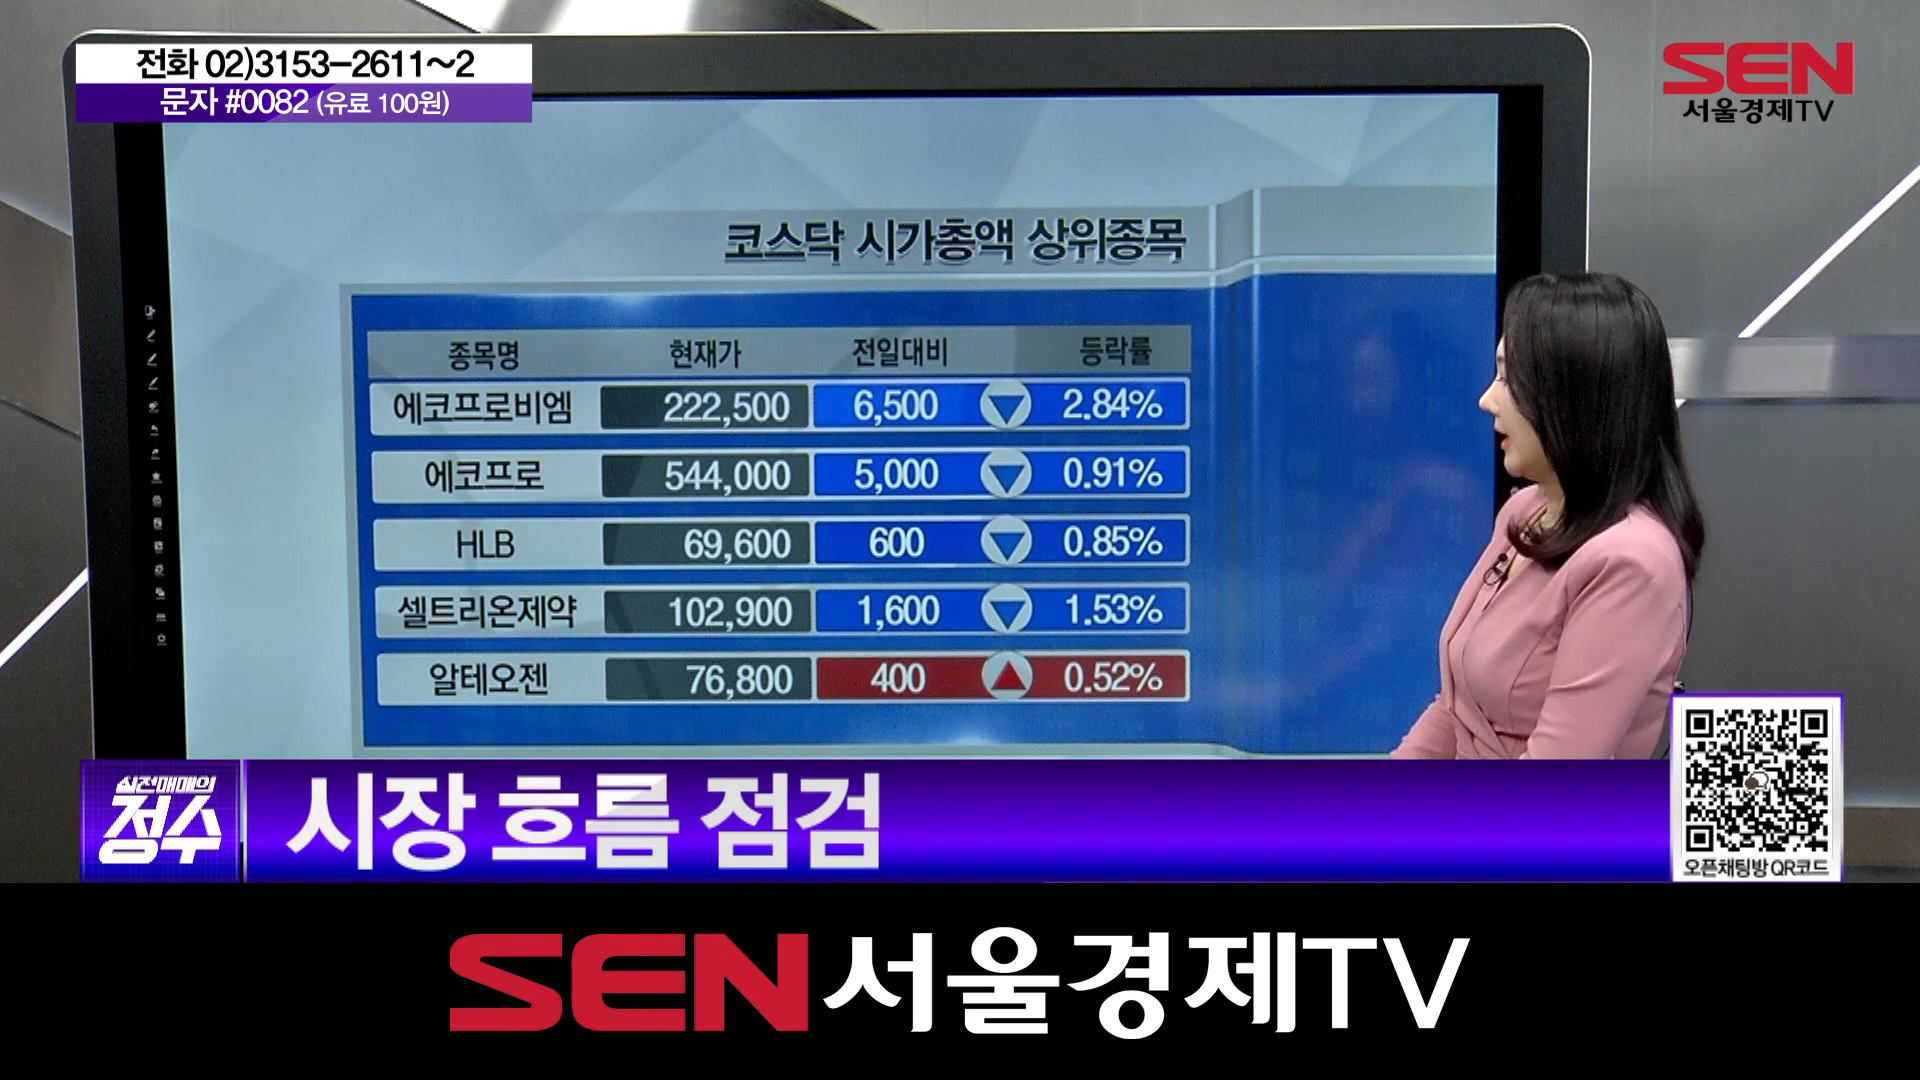 전화 02)3153-2611~2
문자 #0082 (유료 100원)
SEN
서울경제TV
코스닥 시가총액 상위종목
종목명 현재가 전일대비 등락률
에코프로비엠 222,500 6,500 ▽ 2.84%
에코프로 544,000 5,000 ▽ 0.91%
HLB 69,600 600 ▽ 0.85%
셀트리온제약 102,900 1,600 ▽ 1.53%
알테오젠 76,800 400 ▲ 0.52%
실전매매의
정수
시장 흐름 점검
오픈채팅방 QR코드
SEN 서울경제TV